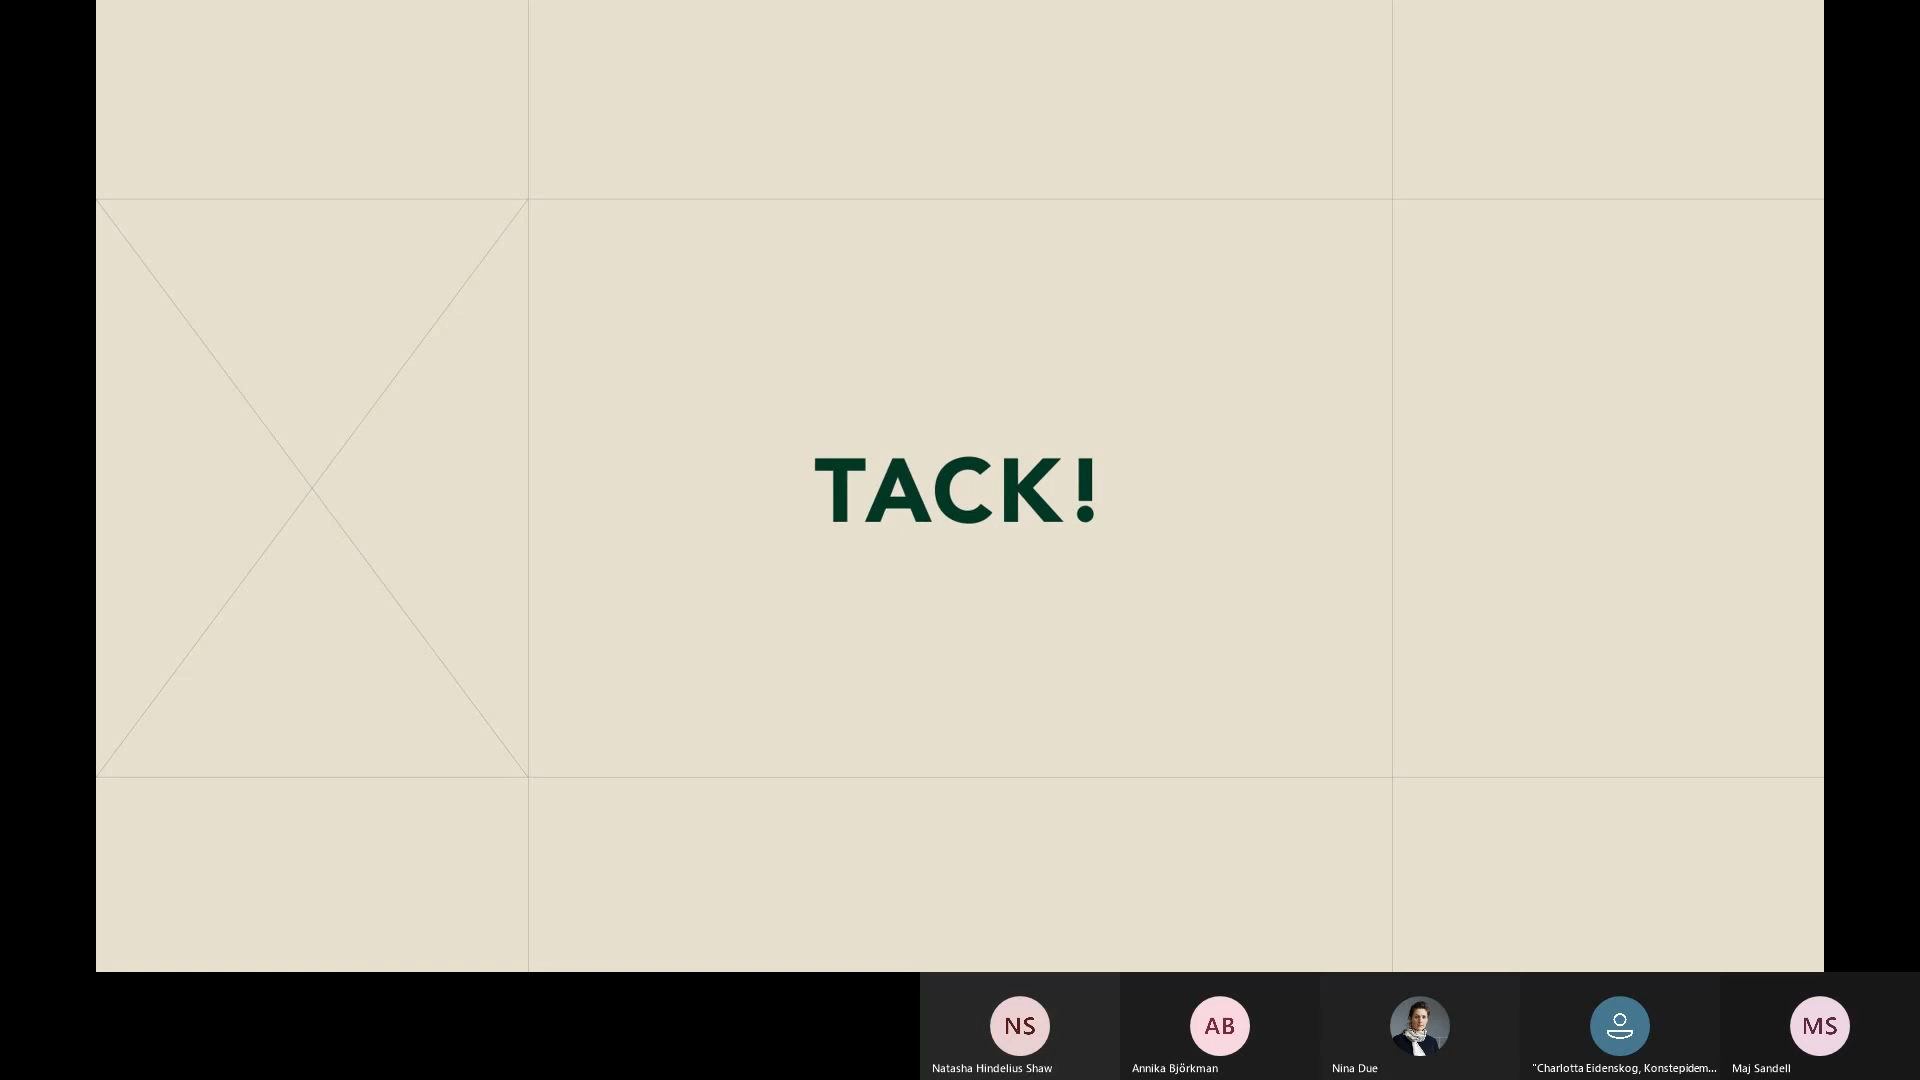 TACK!
NS
AB
MS
Natasha Hindelius Shaw
Annika Björkman
Nina Due
"Charlotta Eidenskog, Konstepidem...
Maj Sandell